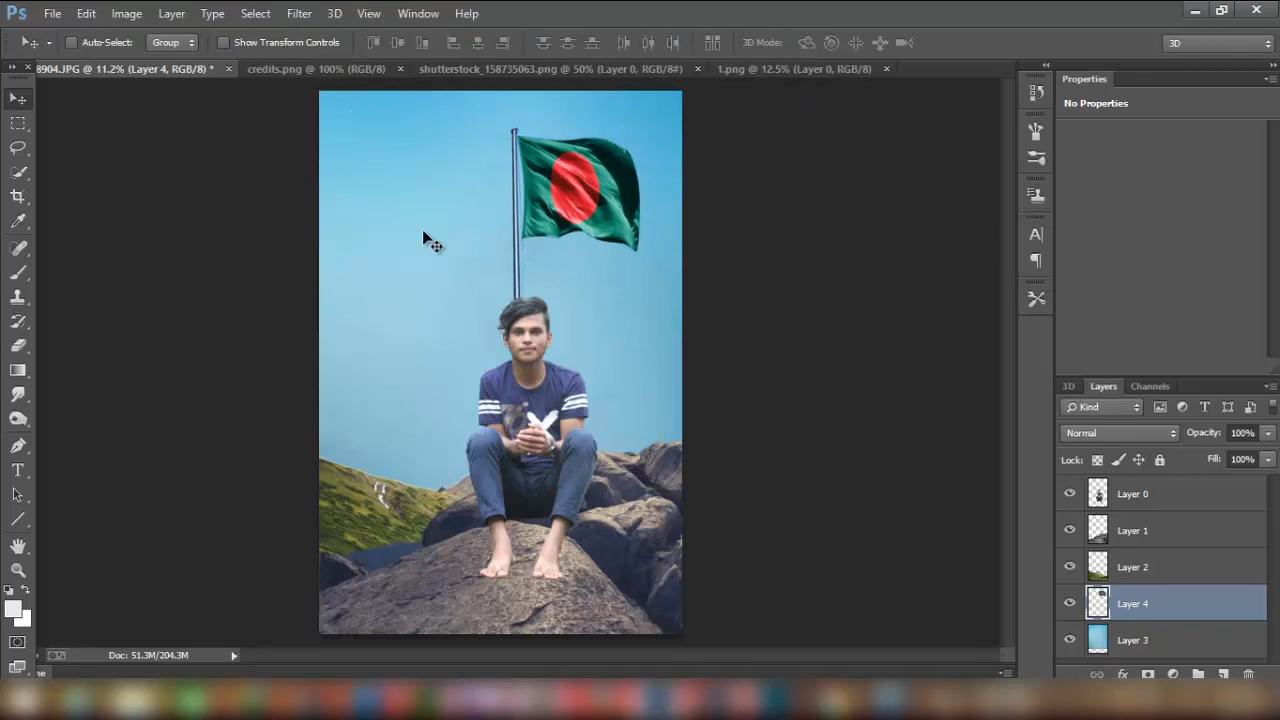 Ps File Edit Image Layer Type Select Filter 3D View Window Help
Auto-Select: Group Show Transform Controls 3D Mode: 3D
8904.JPG @ 11.2% (Layer 4, RGB/8) * × credits.png @ 100% (RGB/8) × shutterstock_158735063.png @ 50% (Layer 0, RGB/8#) × 1.png @ 12.5% (Layer 0, RGB/8) ×
Properties
No Properties
3D Layers Channels
Kind
Normal Opacity: 100%
Lock: Fill: 100%
Layer 0
Layer 1
Layer 2
Layer 4
Layer 3
Doc: 51.3M/204.3M